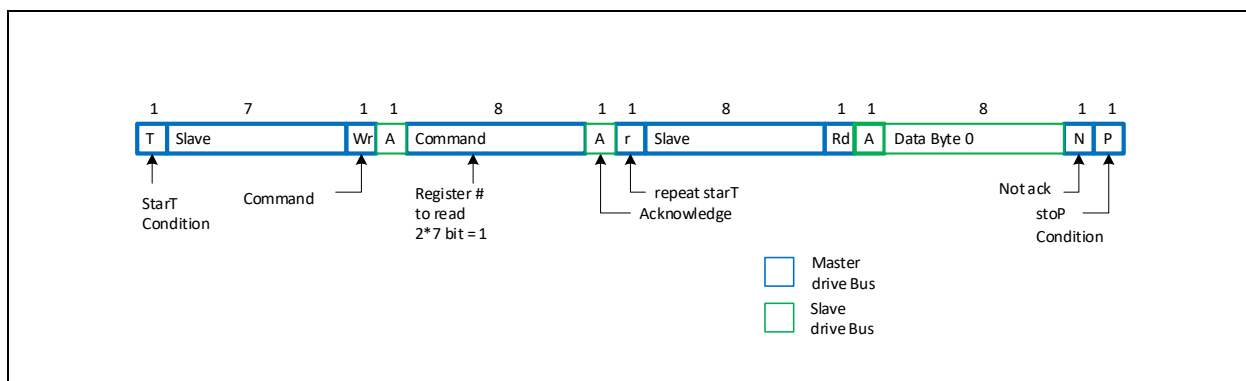 1 7 1 1 8 1 1 8 1 1 8 1 1
T Slave Wr A Command A r Slave Rd A Data Byte 0 N P
StarT
Condition
Command
Register #
to read
2*7 bit = 1
repeat starT
Acknowledge
Not ack
stoP
Condition
Master
drive Bus
Slave
drive Bus